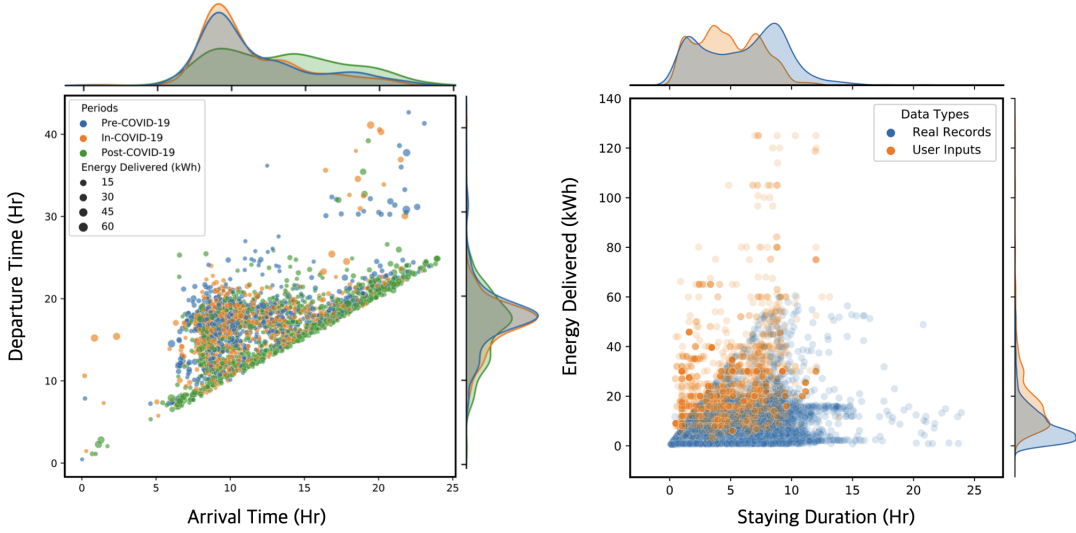 Periods
Pre-COVID-19
In-COVID-19
Post-COVID-19
Energy Delivered (kWh)
15
30
45
60
40
30
20
10
0
0 5 10 15 20 25
Departure Time (Hr)
Arrival Time (Hr)
Data Types
Real Records
User Inputs
140
120
100
80
60
40
20
0
0 5 10 15 20 25
Energy Delivered (kWh)
Staying Duration (Hr)